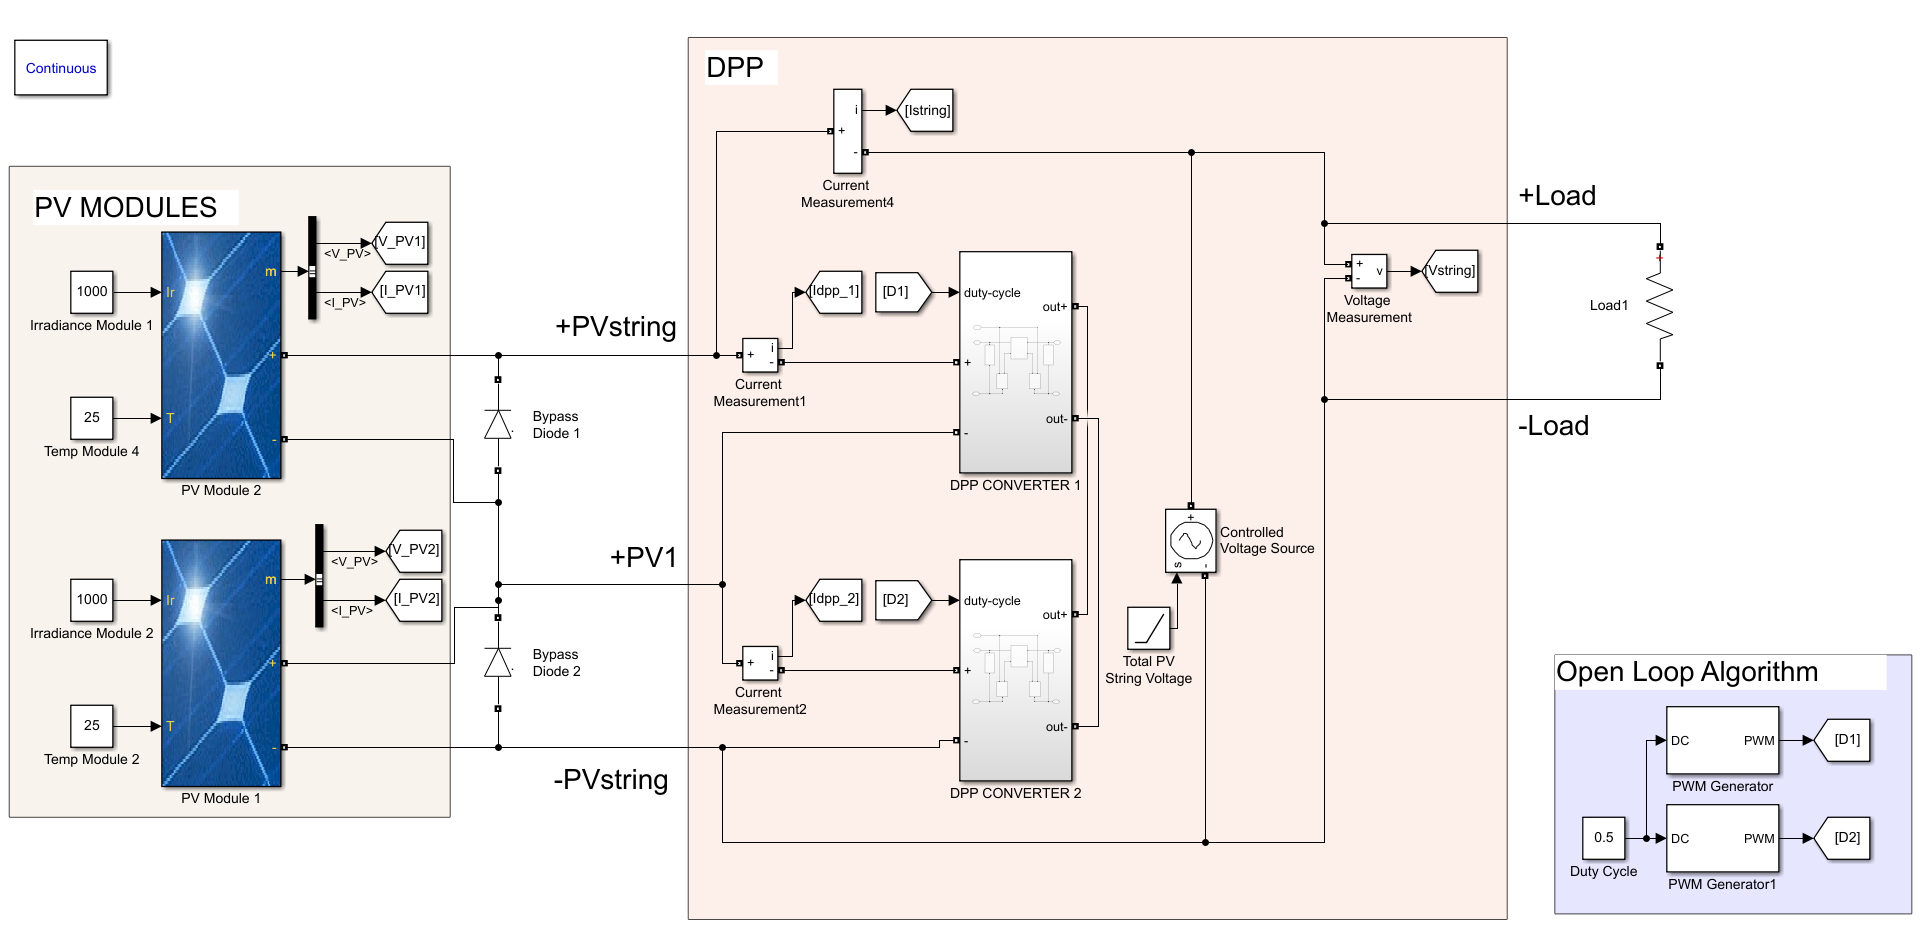 Continuous
PV MODULES
1000
Irradiance Module 1
Ir
m
<V_PV>
[V_PV1]
<I_PV>
[I_PV1]
+
25
Temp Module 4
T
-
PV Module 2
1000
Irradiance Module 2
Ir
m
<V_PV>
[V_PV2]
<I_PV>
[I_PV2]
+
25
Temp Module 2
T
-
PV Module 1
Bypass
Diode 1
Bypass
Diode 2
+PVstring
+PV1
-PVstring
DPP
i
+
-
[Istring]
Current
Measurement4
[Idpp_1]
[D1]
i
+
-
Current
Measurement1
duty-cycle
out+
+
out-
-
DPP CONVERTER 1
[Idpp_2]
[D2]
i
+
-
Current
Measurement2
duty-cycle
out+
+
out-
-
DPP CONVERTER 2
+
s
-
Controlled
Voltage Source
Total PV
String Voltage
+
-
v
[Vstring]
Voltage
Measurement
+Load
+
Load1
-Load
Open Loop Algorithm
DC
PWM
[D1]
PWM Generator
0.5
Duty Cycle
DC
PWM
[D2]
PWM Generator1